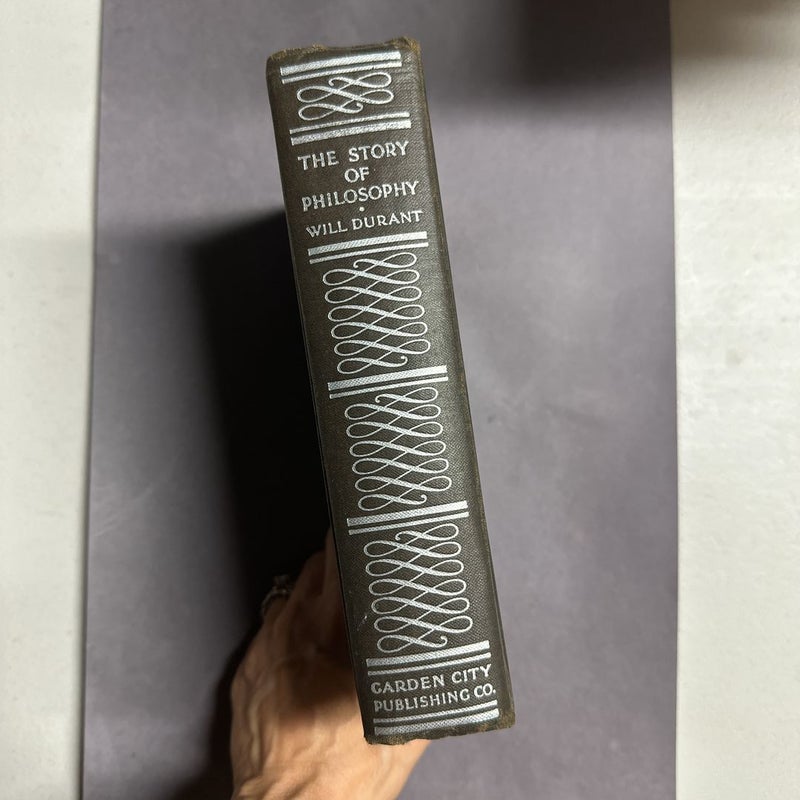 THE STORY
OF
PHILOSOPHY
·
WILL DURANT
GARDEN CITY
PUBLISHING CO.